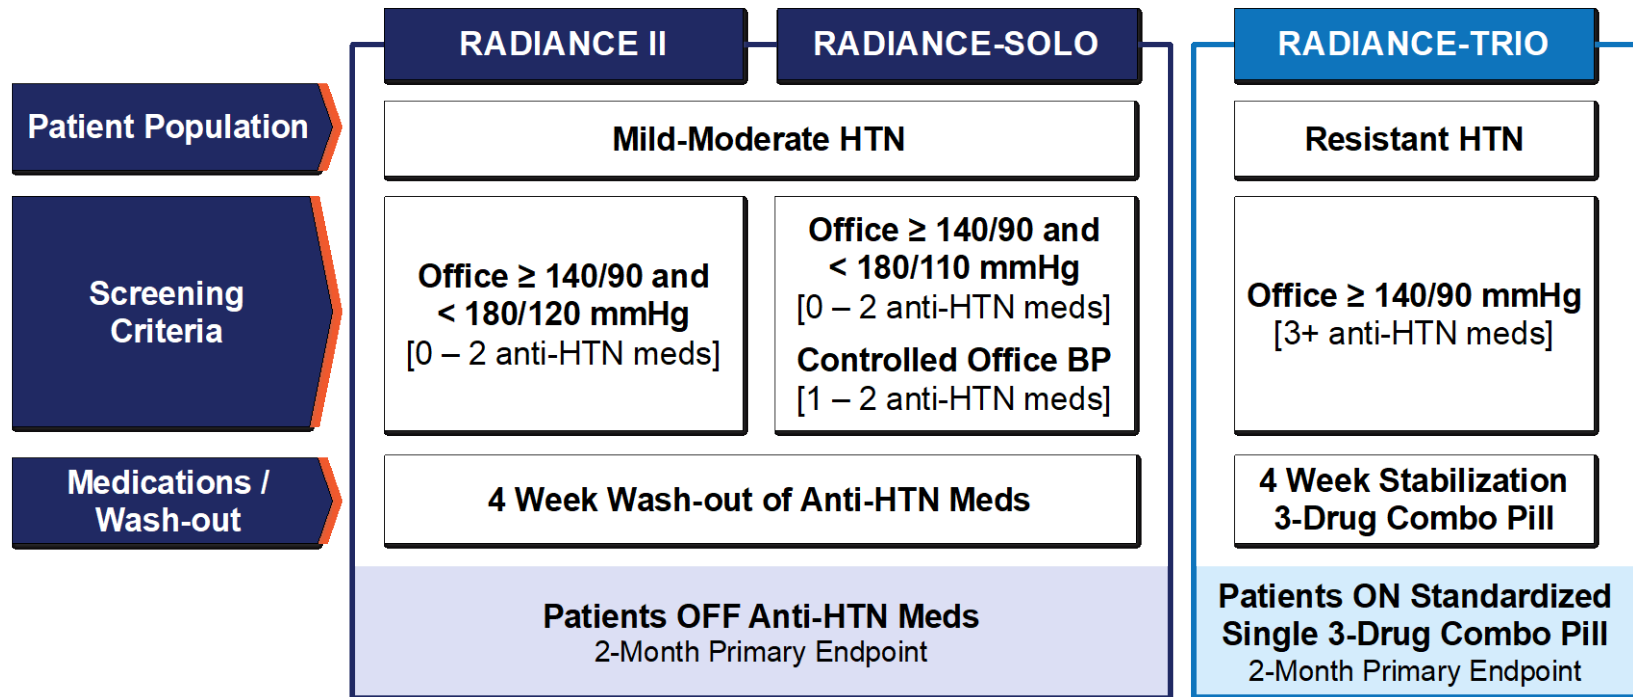 RADIANCE II
RADIANCE-SOLO
RADIANCE-TRIO
Patient Population
Mild-Moderate HTN
Resistant HTN
Screening
Criteria
Office ≥ 140/90 and
< 180/120 mmHg
[0 – 2 anti-HTN meds]
Office ≥ 140/90 and
< 180/110 mmHg
[0 – 2 anti-HTN meds]
Controlled Office BP
[1 – 2 anti-HTN meds]
Office ≥ 140/90 mmHg
[3+ anti-HTN meds]
Medications /
Wash-out
4 Week Wash-out of Anti-HTN Meds
4 Week Stabilization
3-Drug Combo Pill
Patients OFF Anti-HTN Meds
2-Month Primary Endpoint
Patients ON Standardized
Single 3-Drug Combo Pill
2-Month Primary Endpoint